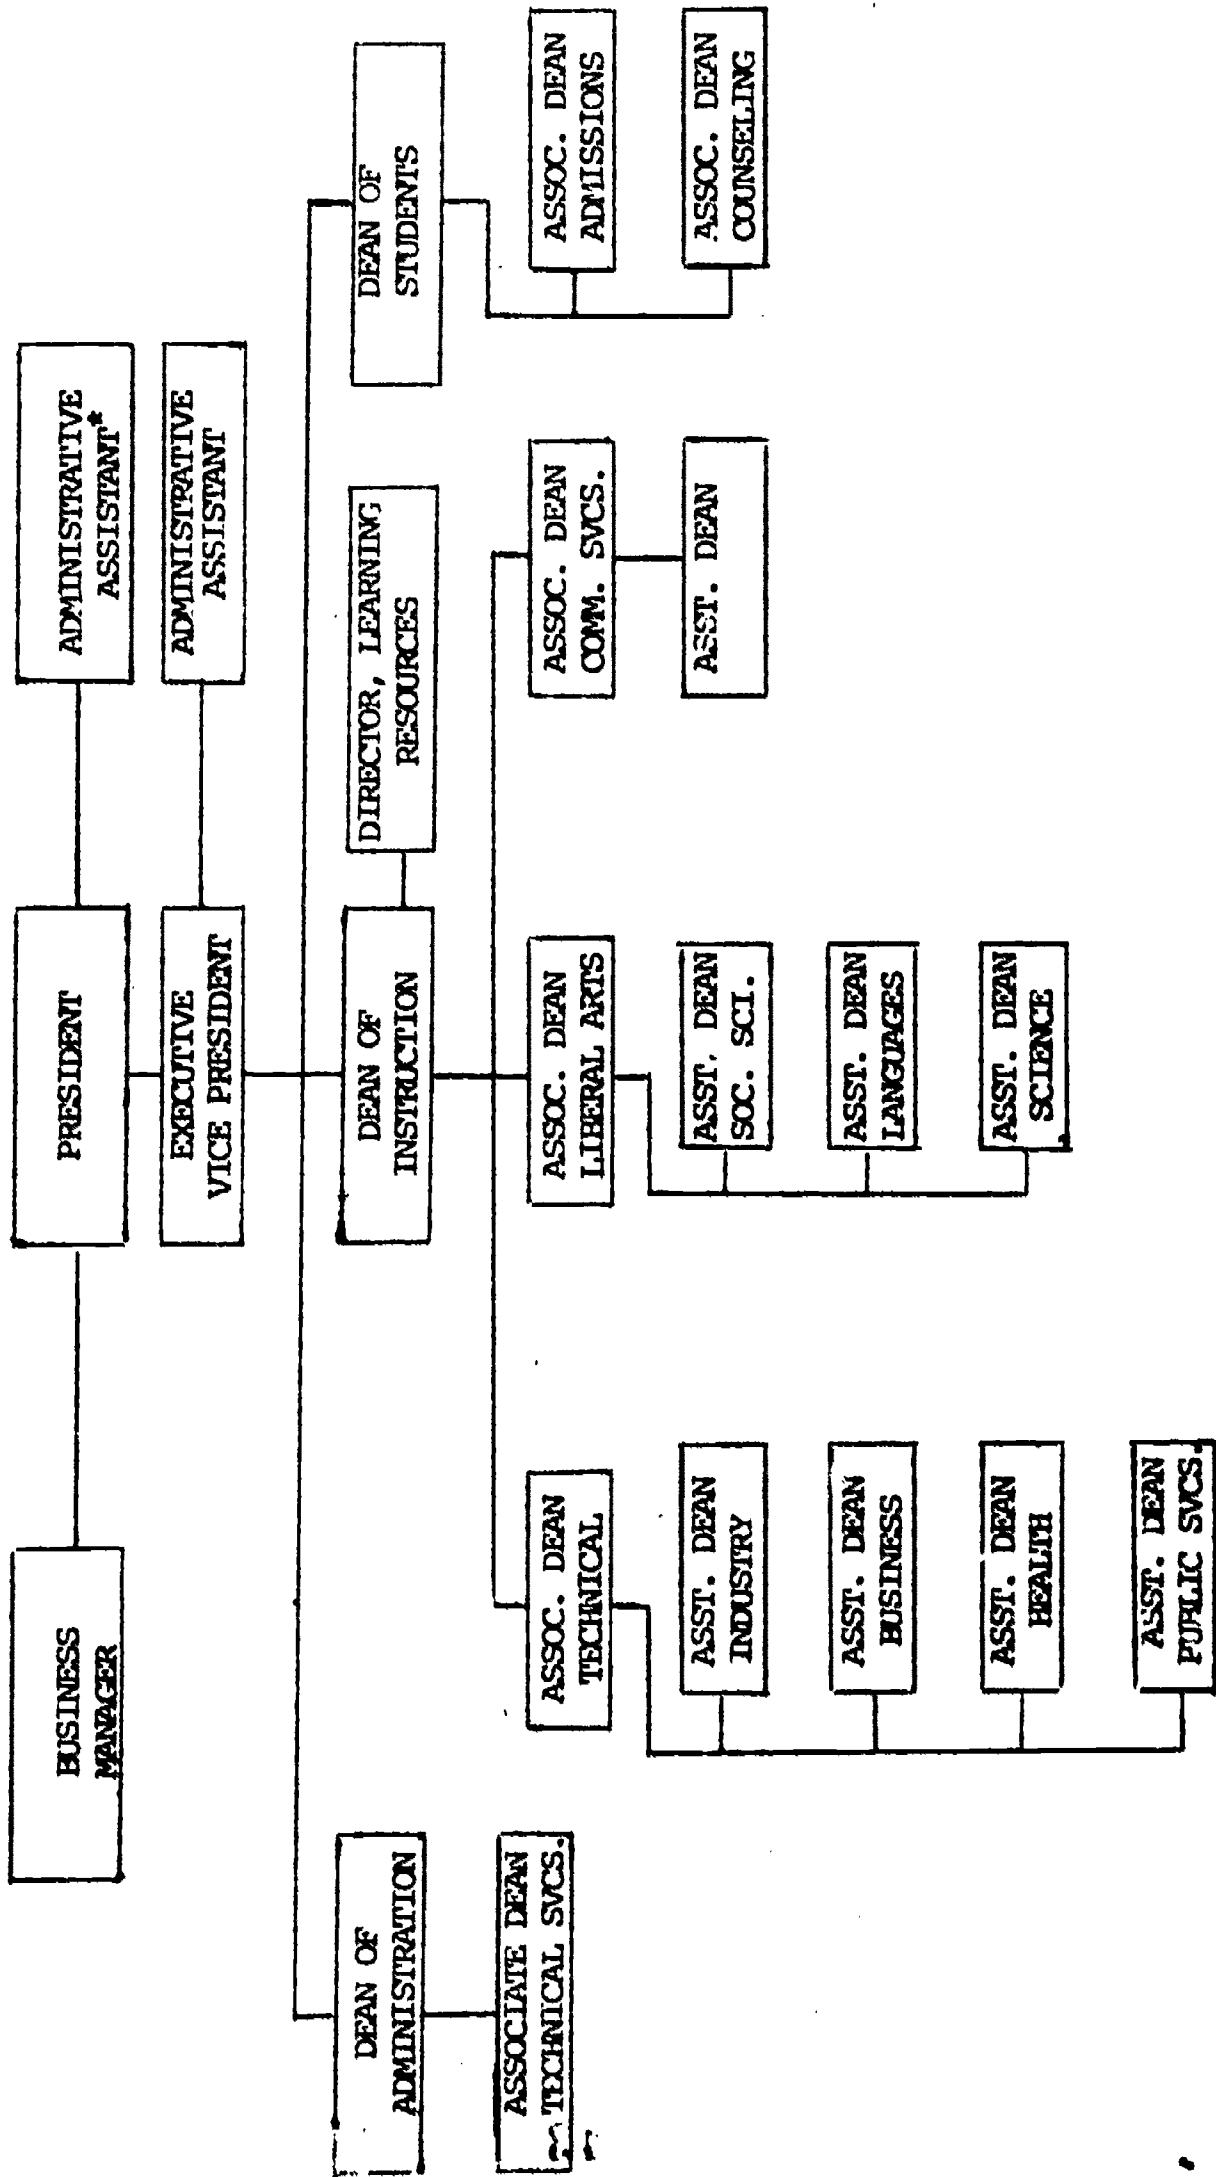 BUSINESS
MANAGER
PRESIDENT
ADMINISTRATIVE
ASSISTANT*
EXECUTIVE
VICE PRESIDENT
ADMINISTRATIVE
ASSISTANT
DEAN OF
ADMINISTRATION
DEAN OF
INSTRUCTION
DIRECTOR, LEARNING
RESOURCES
DEAN OF
STUDENTS
ASSOCIATE DEAN
TECHNICAL SVCS.
ASSOC. DEAN
TECHNICAL
ASSOC. DEAN
LIBERAL ARTS
ASSOC. DEAN
COMM. SVCS.
ASSOC. DEAN
ADMISSIONS
ASST. DEAN
INDUSTRY
ASST. DEAN
SOC. SCI.
ASST. DEAN
ASSOC. DEAN
COUNSELING
ASST. DEAN
BUSINESS
ASST. DEAN
LANGUAGES
ASST. DEAN
HEALTH
ASST. DEAN
SCIENCE
ASST. DEAN
PUBLIC SVCS.